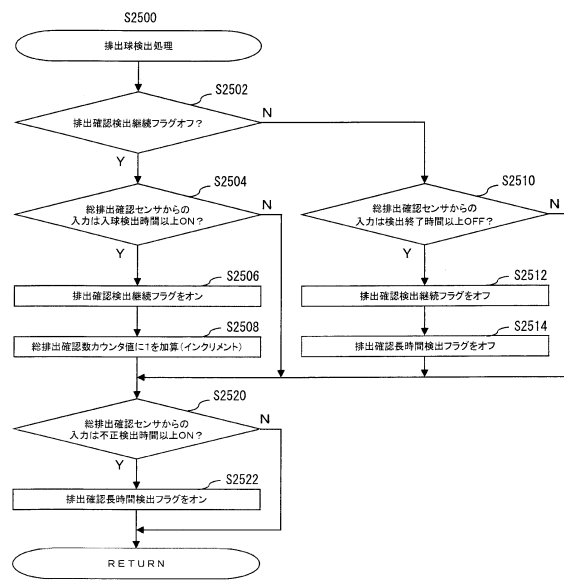 S2500
排出球検出処理
S2502
排出確認検出継続フラグオフ？
N
Y
S2504
総排出確認センサからの
入力は入球検出時間以上ON？
N
Y
S2510
総排出確認センサからの
入力は検出終了時間以上OFF？
N
Y
S2506
排出確認検出継続フラグをオン
S2512
排出確認検出継続フラグをオフ
S2508
総排出確認数カウンタ値に1を加算（インクリメント）
S2514
排出確認長時間検出フラグをオフ
S2520
総排出確認センサからの
入力は不正検出時間以上ON？
N
Y
S2522
排出確認長時間検出フラグをオン
RETURN